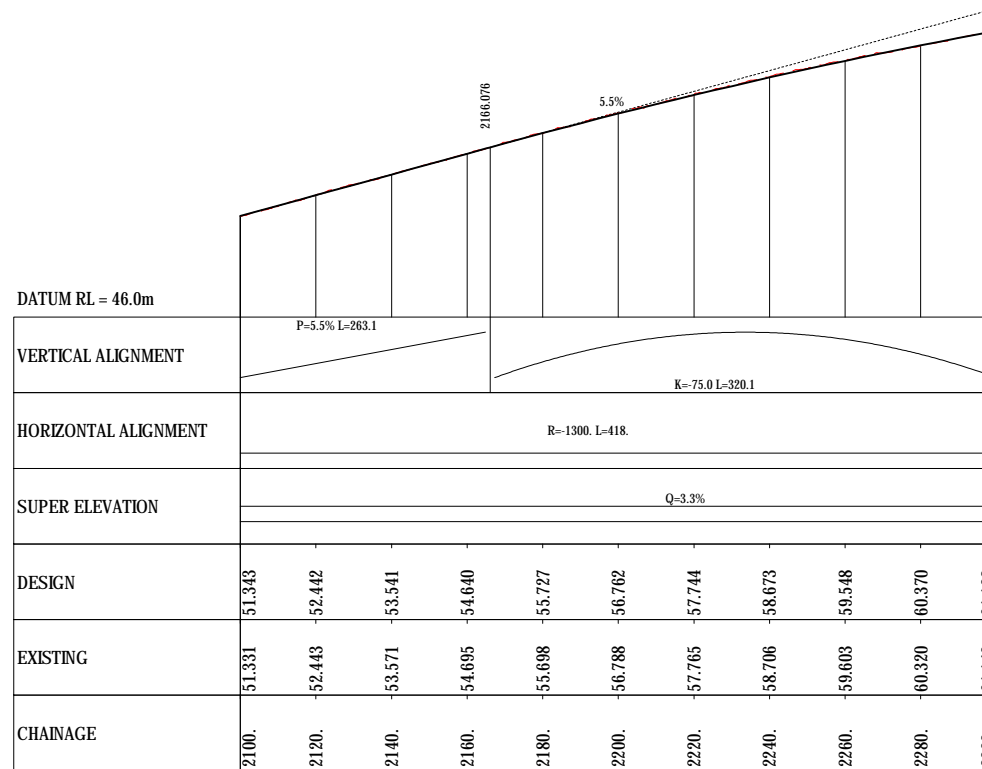 2166.076
5.5%
DATUM RL = 46.0m
P=5.5% L=263.1
VERTICAL ALIGNMENT
K=-75.0 L=320.1
HORIZONTAL ALIGNMENT
R=-1300. L=418.
SUPER ELEVATION
Q=3.3%
DESIGN 51.343 52.442 53.541 54.640 55.727 56.762 57.744 58.673 59.548 60.370
EXISTING 51.331 52.443 53.571 54.695 55.698 56.788 57.765 58.706 59.603 60.320
CHAINAGE 2100. 2120. 2140. 2160. 2180. 2200. 2220. 2240. 2260. 2280.